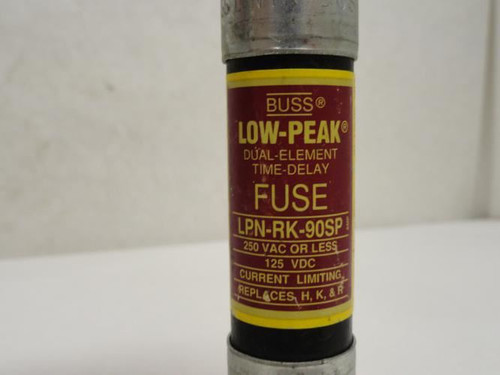 BUSS®
LOW-PEAK®
DUAL-ELEMENT
TIME-DELAY
FUSE
LPN-RK-90SP
250 VAC OR LESS
125 VDC
CURRENT LIMITING,
REPLACES, H, K, & R